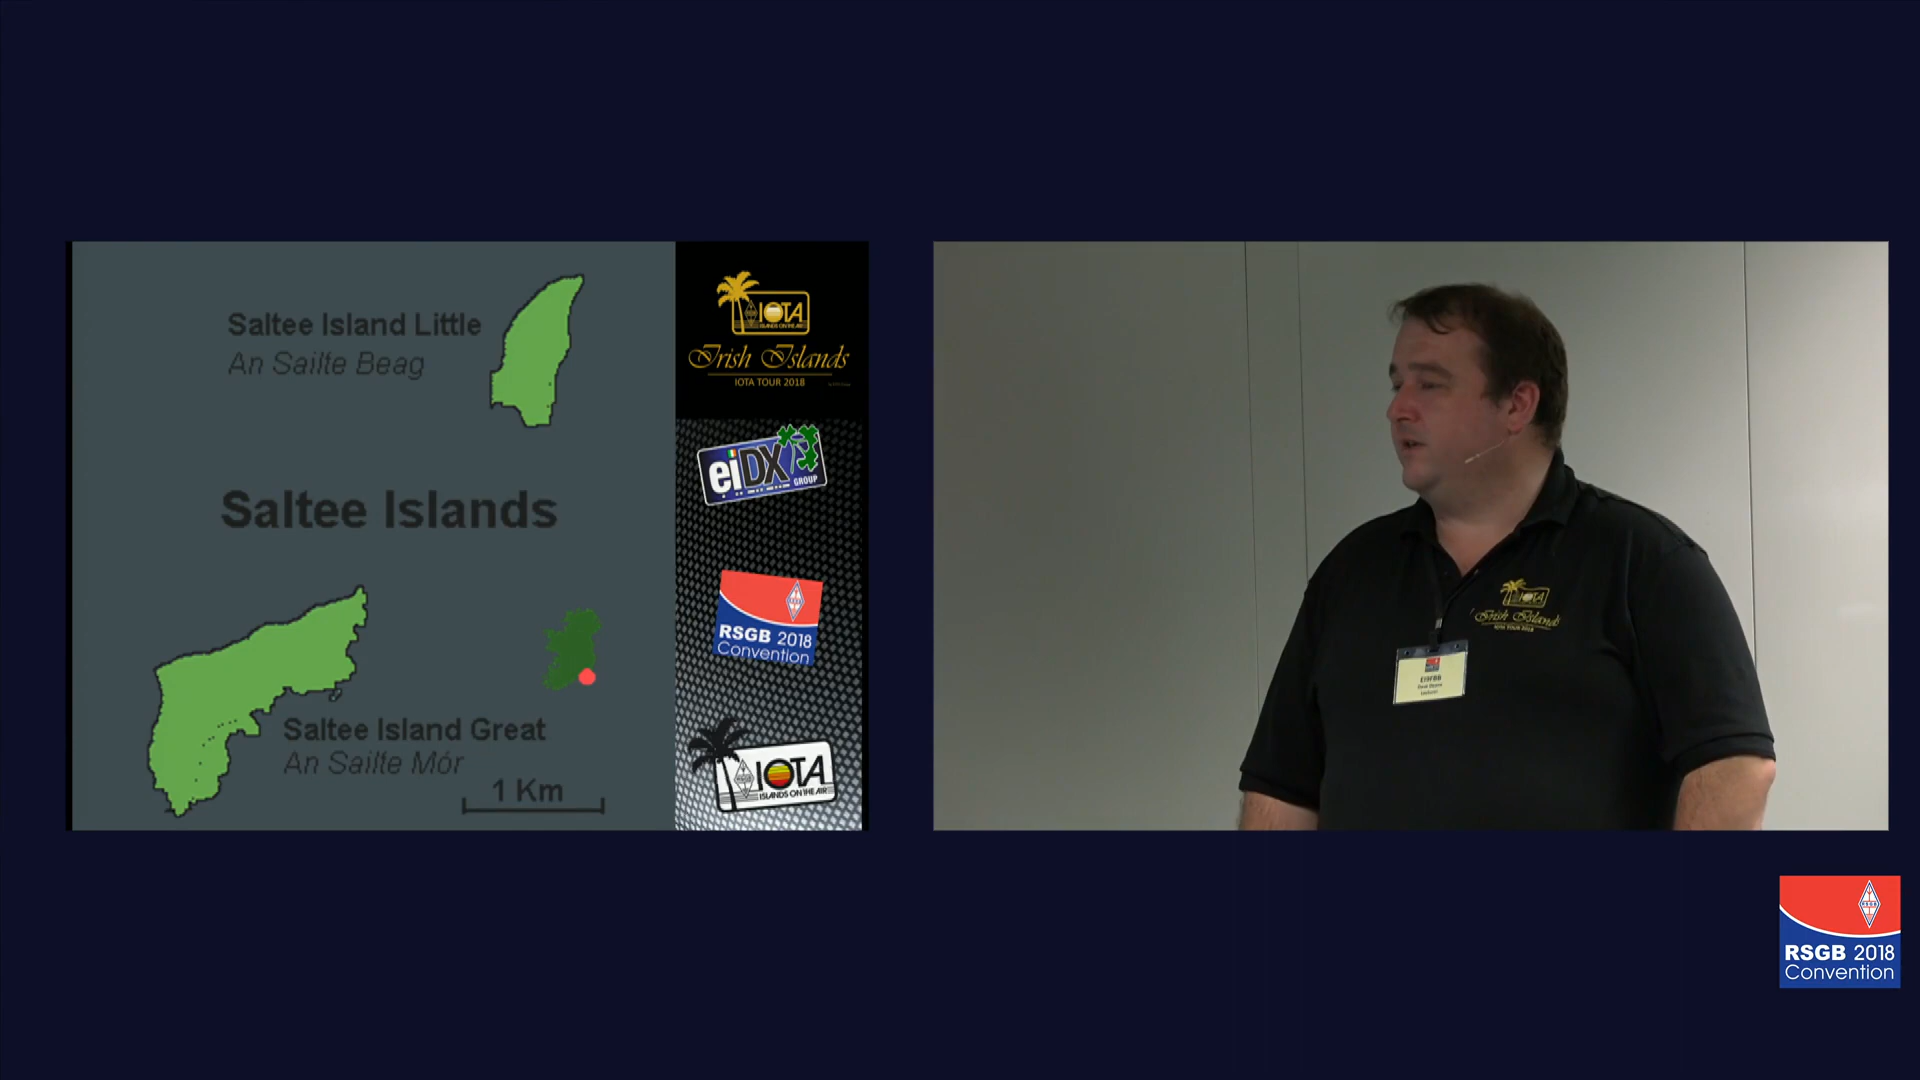 Saltee Island Little
An Sailte Beag
Saltee Islands
Saltee Island Great
An Sailte Mór
1 Km
IOTA
ISLANDS ON THE AIR
Irish Islands
IOTA TOUR 2018
eiDX
GROUP
RSGB 2018
Convention
IOTA
ISLANDS ON THE AIR
IOTA
Irish Islands
IOTA TOUR 2018
EI9FBB
RSGB
RSGB 2018
Convention